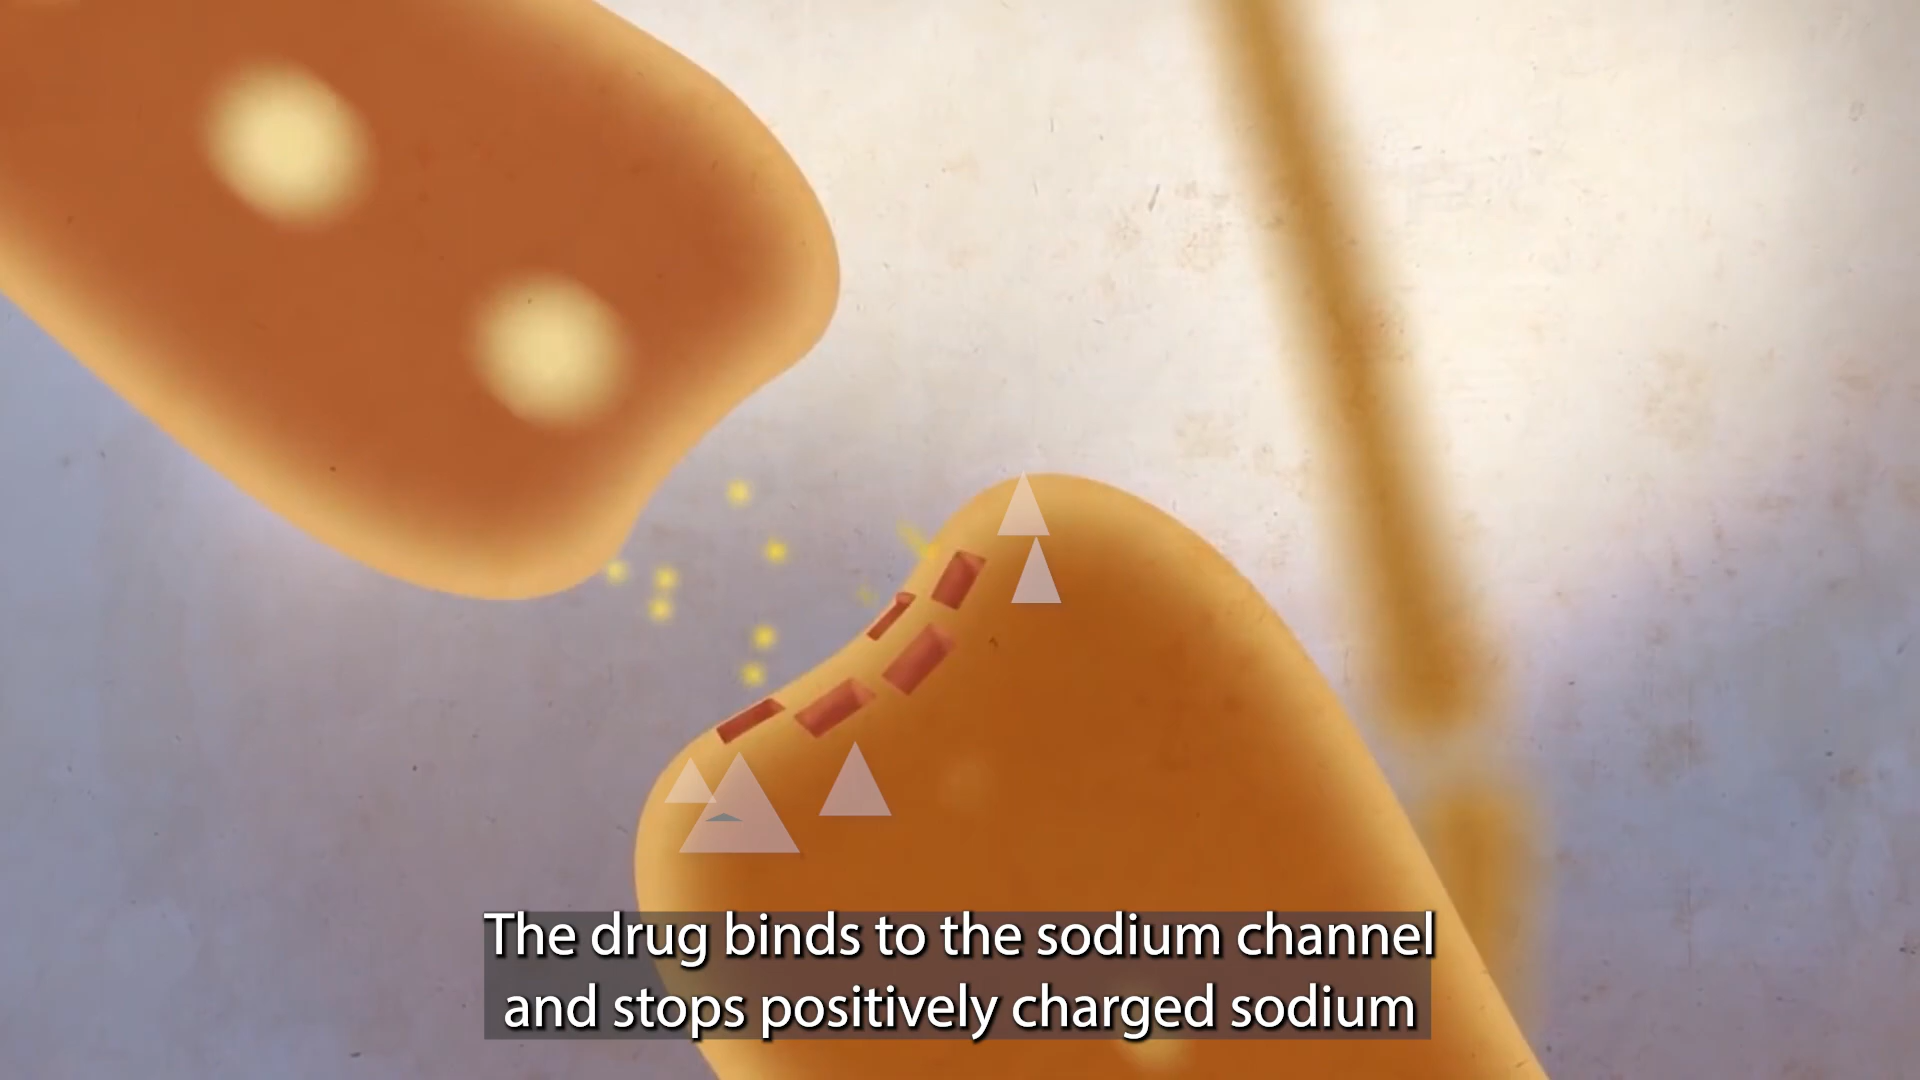 The drug binds to the sodium channel
and stops positively charged sodium